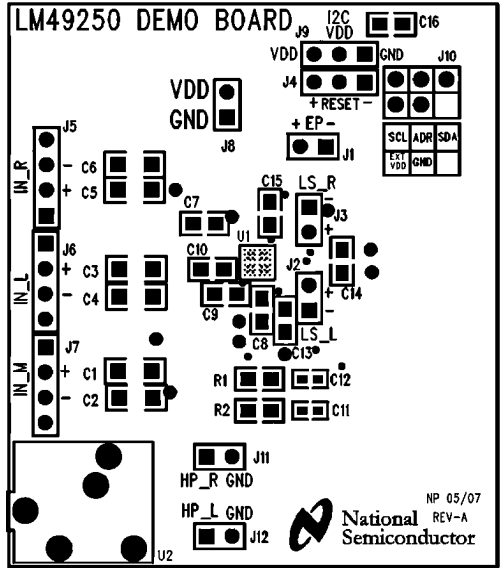 LM49250 DEMO BOARD
I2C
VDD
C16
J9
VDD
GND
J10
J4
+ RESET -
VDD
GND
J8
+ EP -
J1
SCL ADR SDA
EXT
VDD
GND
J5
IN_R
-
+
C6
C5
C15
LS_R
-
+
J3
C7
U1
J6
IN_L
+
-
C3
C4
C10
C9
J2
+
-
C14
C8
LS_L
C13
J7
IN_M
+
-
C1
C2
R1
C12
R2
C11
J11
HP_R GND
HP_L GND
J12
U2
NP 05/07
REV-A
National
Semiconductor